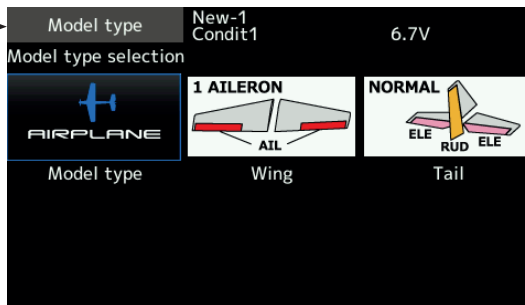 Model type
New-1
Condit1
6.7V
Model type selection
AIRPLANE
1 AILERON
AIL
NORMAL
ELE
RUD
ELE
Model type
Wing
Tail